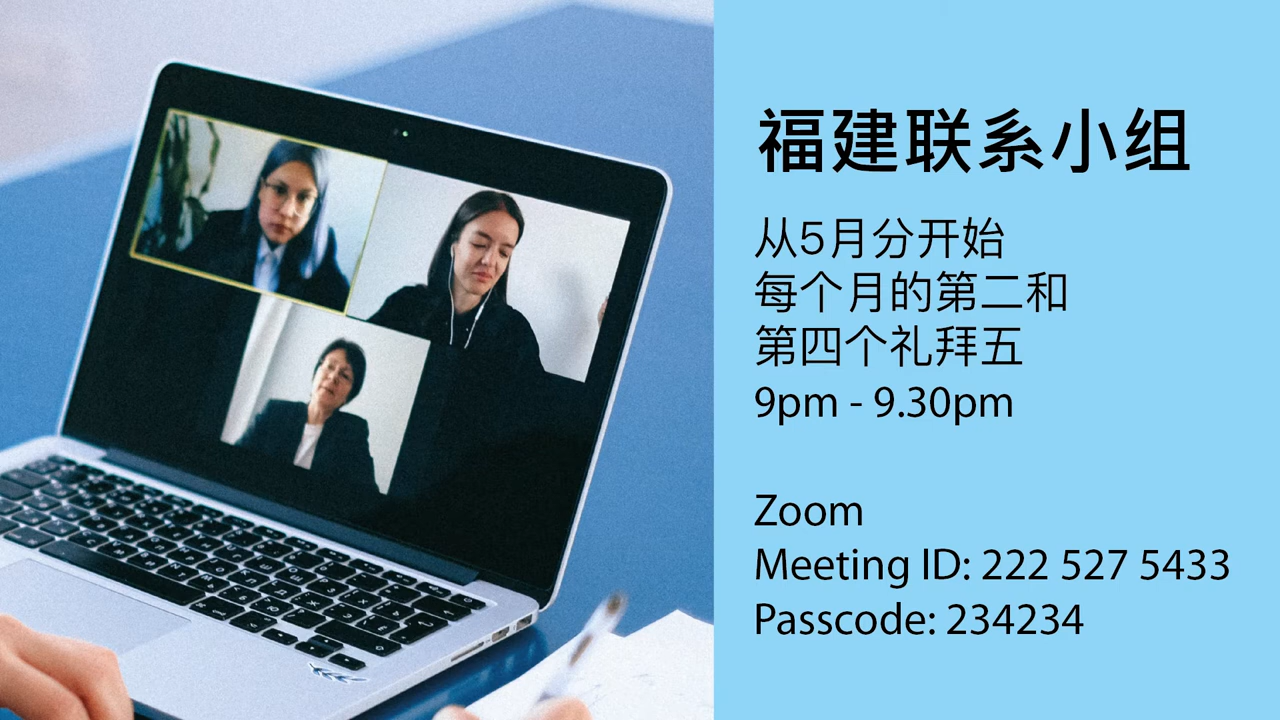 福建联系小组
从5月分开始
每个月的第二和
第四个礼拜五
9pm - 9.30pm
Zoom
Meeting ID: 222 527 5433
Passcode: 234234